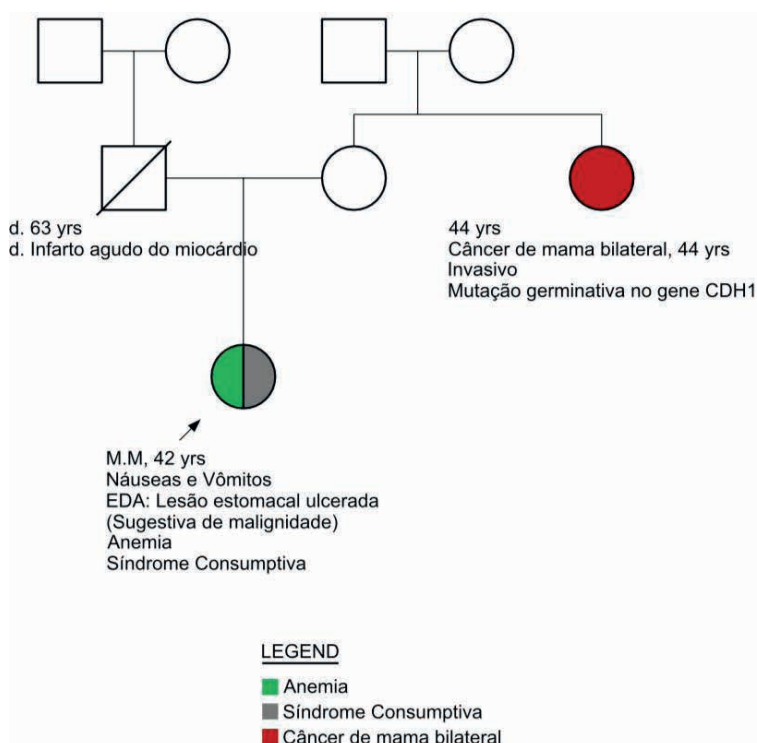 d. 63 yrs
d. Infarto agudo do miocárdio
44 yrs
Câncer de mama bilateral, 44 yrs
Invasivo
Mutação germinativa no gene CDH1
M.M, 42 yrs
Náuseas e Vômitos
EDA: Lesão estomacal ulcerada
(Sugestiva de malignidade)
Anemia
Síndrome Consumptiva
LEGEND
Anemia
Síndrome Consumptiva
Câncer de mama bilateral